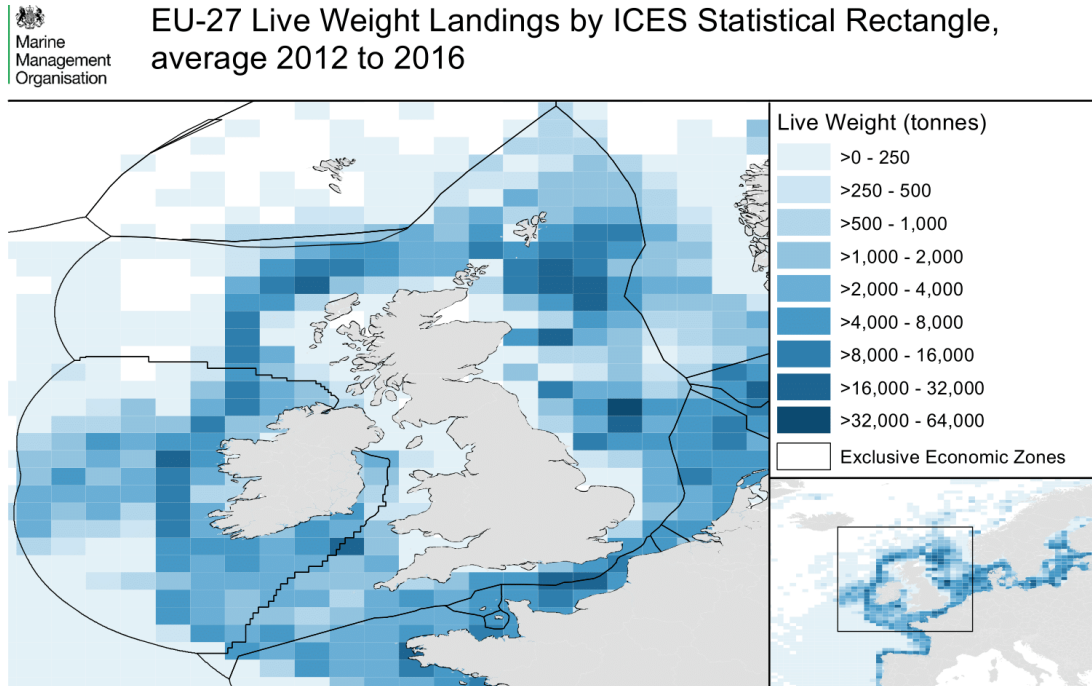 Marine
Management
Organisation
EU-27 Live Weight Landings by ICES Statistical Rectangle,
average 2012 to 2016
Live Weight (tonnes)
>0 - 250
>250 - 500
>500 - 1,000
>1,000 - 2,000
>2,000 - 4,000
>4,000 - 8,000
>8,000 - 16,000
>16,000 - 32,000
>32,000 - 64,000
Exclusive Economic Zones